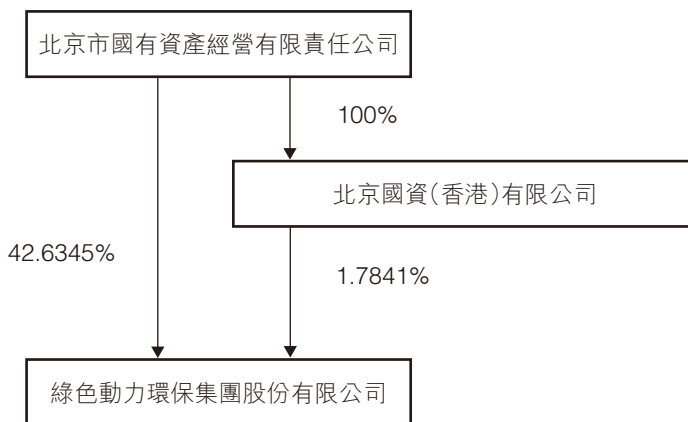 北京市國有資產經營有限責任公司
100%
北京國資(香港)有限公司
42.6345%
1.7841%
綠色動力環保集團股份有限公司